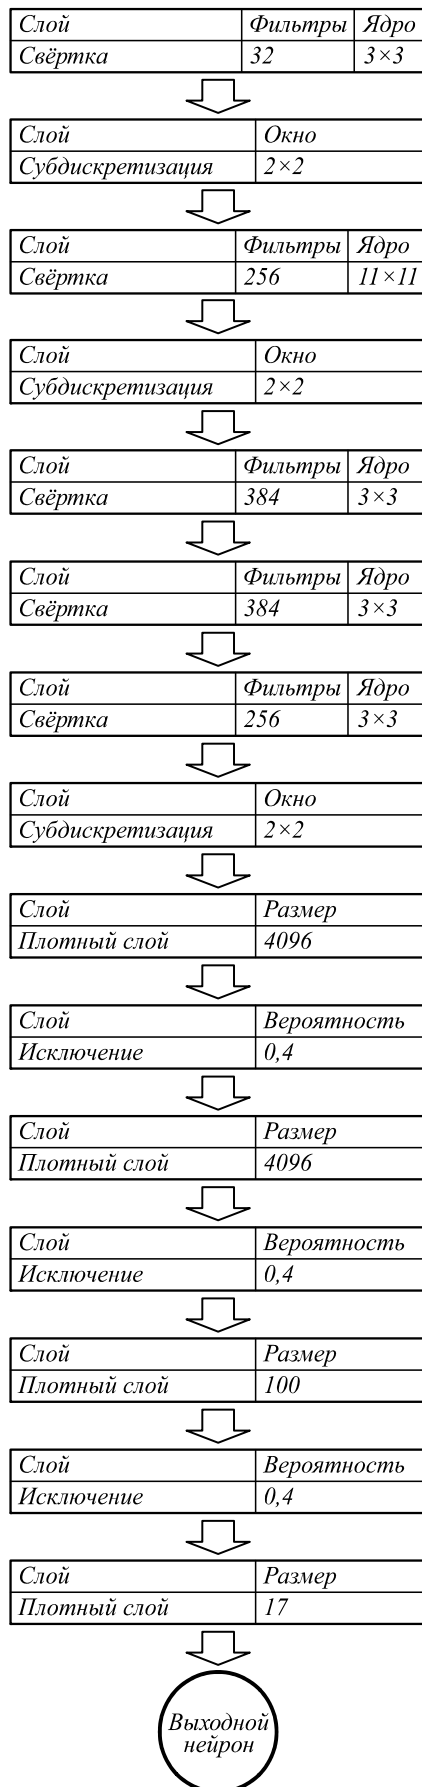 Слой Фильтры Ядро
Свёртка 32 3×3
Слой Окно
Субдискретизация 2×2
Слой Фильтры Ядро
Свёртка 256 11×11
Слой Окно
Субдискретизация 2×2
Слой Фильтры Ядро
Свёртка 384 3×3
Слой Фильтры Ядро
Свёртка 384 3×3
Слой Фильтры Ядро
Свёртка 256 3×3
Слой Окно
Субдискретизация 2×2
Слой Размер
Плотный слой 4096
Слой Вероятность
Исключение 0,4
Слой Размер
Плотный слой 4096
Слой Вероятность
Исключение 0,4
Слой Размер
Плотный слой 100
Слой Вероятность
Исключение 0,4
Слой Размер
Плотный слой 17
Выходной
нейрон